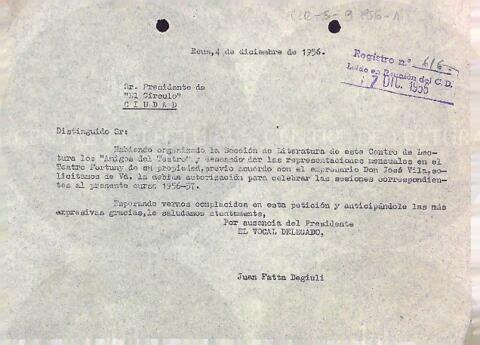 Reus, 4 de diciembre de 1956.
Registro n.º 616
Leído en Reunión del C. D.
7 DIC. 1956
Sr. Presidente de
"El Círculo"
CIUDAD
Distinguido Sr:
Habiendo organizado la Sección de Literatura de este Centro de Lec-
tura los "Amigos del Teatro" y deseando dar las representaciones mensuales en el
Teatro Fortuny de su propiedad, previo acuerdo con el empresario Don José Vila, so-
licitamos de Vd. la debida autorización para celebrar las sesiones correspondien-
tes al presente curso 1956-57.
Esperando vernos complacidos en esta petición y anticipándole las más
expresivas gracias, le saludamos atentamente,
Por ausencia del Presidente
EL VOCAL DELEGADO,
Juan Fatta Degiuli